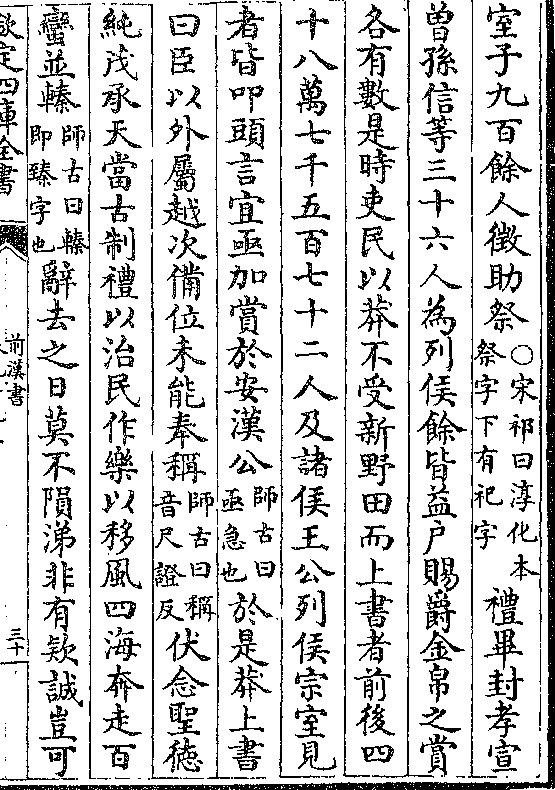 室子九百餘人徴助祭○宋祁曰淳化本祭字下有祀字禮畢封孝宣
曽孫信等三十六人為列侯餘皆益户賜爵金帛之賞
各有數是時吏民以莽不受新野田而上書者前後四
十八萬七千五百七十二人及諸侯王公列侯宗室見
者皆叩頭言宜亟加賞於安漢公師古曰亟急也於是莽上書
曰臣以外屬越次備位未能奉稱師古曰稱音尺證反伏念聖徳
純茂承天當古制禮以治民作樂以移風四海奔走百
蠻並轃師古曰轃即臻字也辭去之日莫不隕涕非有欵誠豈可
欽定四庫全書
前漢書
三十